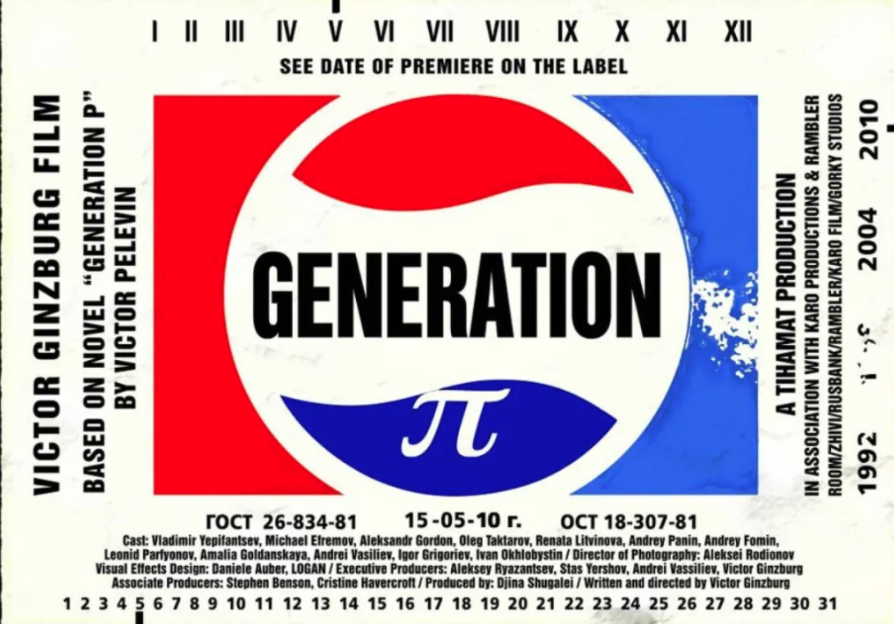 I II III IV V VI VII VIII IX X XI XII
SEE DATE OF PREMIERE ON THE LABEL
VICTOR GINZBURG FILM
BASED ON NOVEL “GENERATION P”
BY VICTOR PELEVIN
GENERATION
π
A TIHAMAT PRODUCTION
IN ASSOCIATION WITH KARO PRODUCTIONS & RAMBLER
ROOM/ZHIVI/RUSBANK/RAMBLER/KARO FILM/GORKY STUDIOS
1992 2004 2010
ГОСТ 26-834-81 15-05-10 г. ОСТ 18-307-81
Cast: Vladimir Yepifantsev, Michael Efremov, Aleksandr Gordon, Oleg Taktarov, Renata Litvinova, Andrey Panin, Andrey Fomin,
Leonid Parfyonov, Amalia Goldanskaya, Andrei Vasiliev, Igor Grigoriev, Ivan Okhlobystin / Director of Photography: Aleksei Rodionov
Visual Effects Design: Daniele Auber, LOGAN / Executive Producers: Aleksey Ryazantsev, Stas Yershov, Andrei Vassiliev, Victor Ginzburg
Associate Producers: Stephen Benson, Cristine Havercroft / Produced by: Djina Shugalei / Written and directed by Victor Ginzburg
1 2 3 4 5 6 7 8 9 10 11 12 13 14 15 16 17 18 19 20 21 22 23 24 25 26 27 28 29 30 31